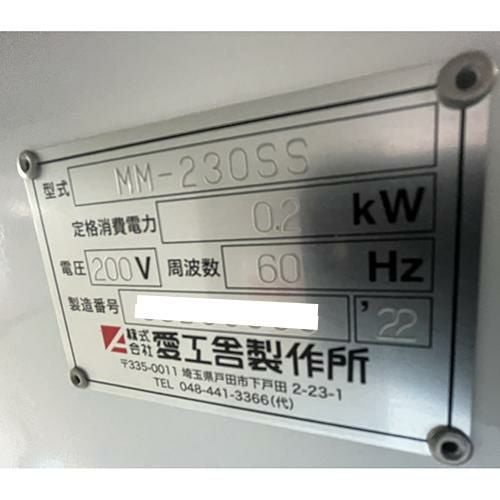 型式 MM-230SS
定格消費電力 0.2 kW
電圧 200 V 周波数 60 Hz
製造番号 '22
株式会社 愛工舎製作所
〒335-0011 埼玉県戸田市下戸田 2-23-1
TEL 048-441-3366(代)